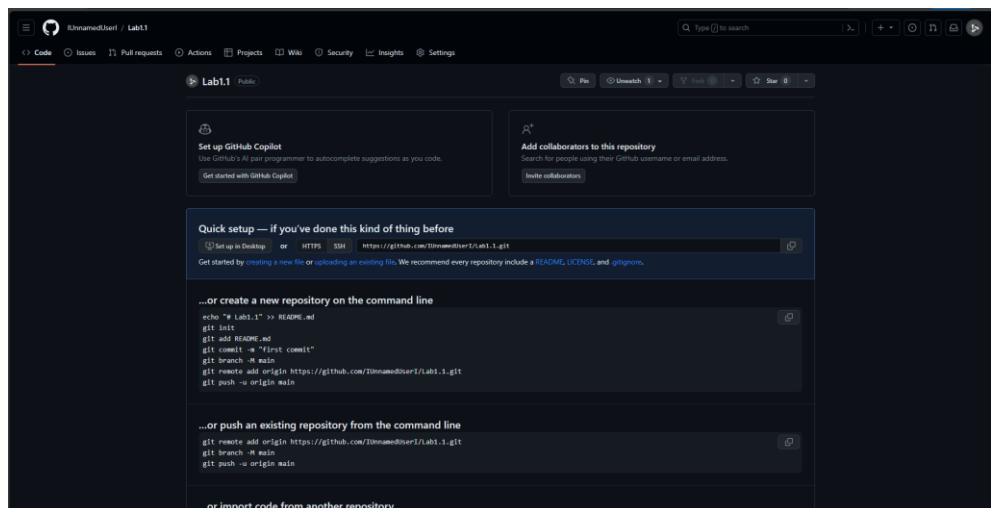 IUnnamedUserI / Lab1.1
Type / to search
Code Issues Pull requests Actions Projects Wiki Security Insights Settings
Lab1.1 Public
Pin Unwatch 1 Fork 0 Star 0
Set up GitHub Copilot
Use GitHub's AI pair programmer to autocomplete suggestions as you code.
Get started with GitHub Copilot
Add collaborators to this repository
Search for people using their GitHub username or email address.
Invite collaborators
Quick setup — if you've done this kind of thing before
Set up in Desktop or HTTPS SSH https://github.com/IUnnamedUserI/Lab1.1.git
Get started by creating a new file or uploading an existing file. We recommend every repository include a README, LICENSE, and .gitignore.
...or create a new repository on the command line
echo "# Lab1.1" >> README.md
git init
git add README.md
git commit -m "first commit"
git branch -M main
git remote add origin https://github.com/IUnnamedUserI/Lab1.1.git
git push -u origin main
...or push an existing repository from the command line
git remote add origin https://github.com/IUnnamedUserI/Lab1.1.git
git branch -M main
git push -u origin main
...or import code from another repository